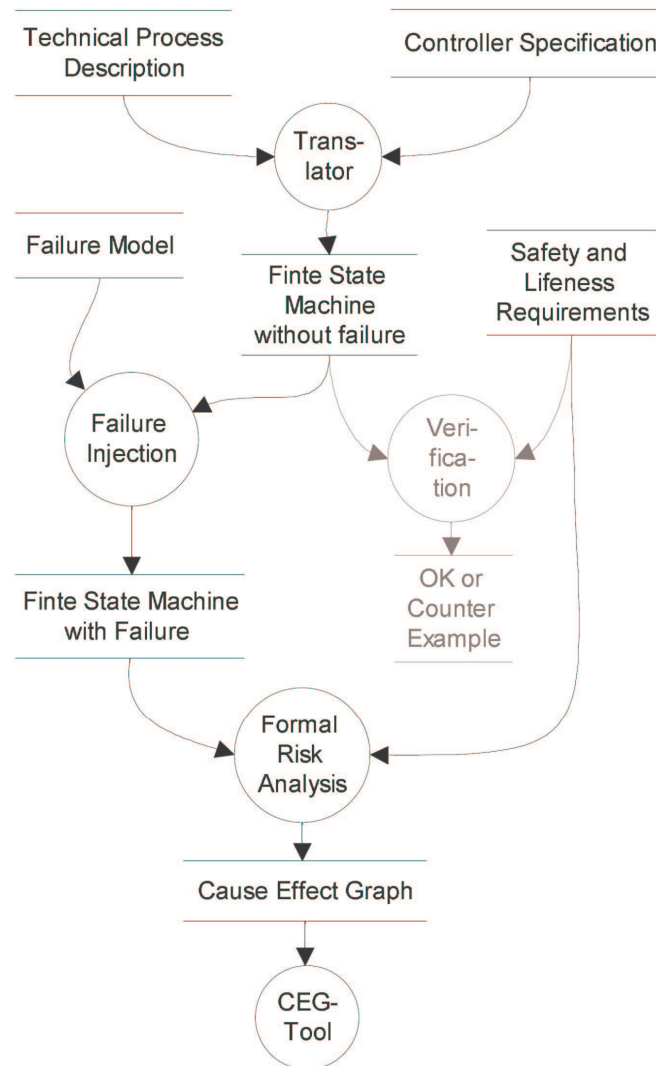 Technical Process
Description
Controller Specification
Trans-
lator
Failure Model
Finte State
Machine
without failure
Safety and
Lifeness
Requirements
Failure
Injection
Veri-
fica-
tion
Finte State Machine
with Failure
OK or
Counter
Example
Formal
Risk
Analysis
Cause Effect Graph
CEG-
Tool